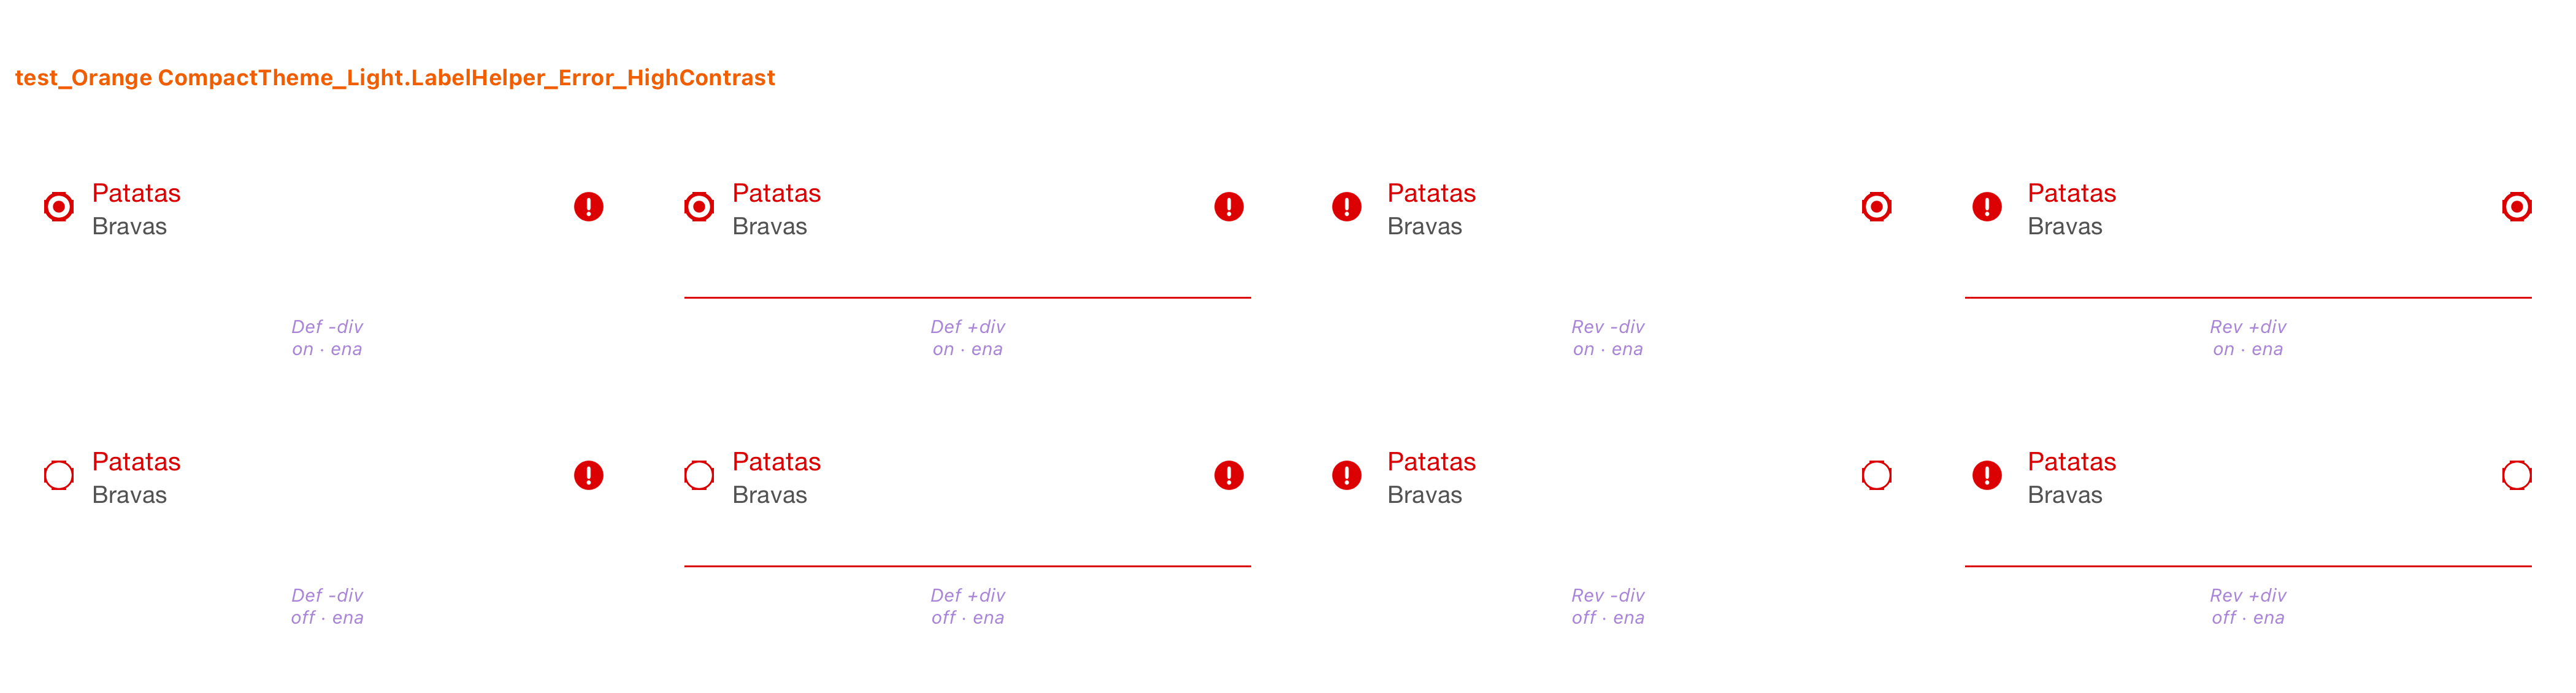 test_Orange CompactTheme_Light.LabelHelper_Error_HighContrast
Patatas
Bravas
Def -div
on · ena
Patatas
Bravas
Def +div
on · ena
Patatas
Bravas
Rev -div
on · ena
Patatas
Bravas
Rev +div
on · ena
Patatas
Bravas
Def -div
off · ena
Patatas
Bravas
Def +div
off · ena
Patatas
Bravas
Rev -div
off · ena
Patatas
Bravas
Rev +div
off · ena